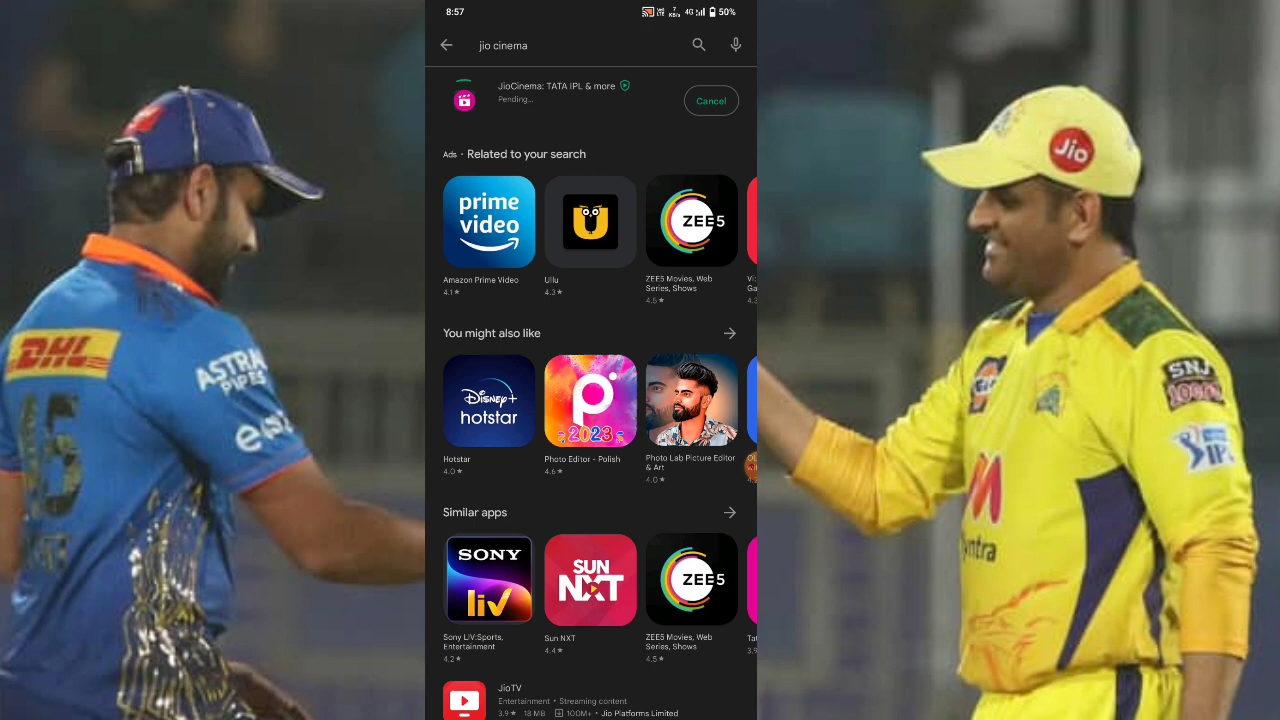 8:57
4G
50%
jio cinema
JioCinema: TATA IPL & more
Pending...
Cancel
Ads • Related to your search
prime video
ZEE5
Amazon Prime Video
4.1★
Ullu
4.3★
ZEE5 Movies, Web Series, Shows
4.5★
You might also like
Disney+ hotstar
2023
Hotstar
4.0★
Photo Editor - Polish
4.6★
Photo Lab Picture Editor & Art
4.0★
Similar apps
SONY liv
SUN NXT
ZEE5
Sony LIV:Sports, Entertainment
4.2★
Sun NXT
4.4★
ZEE5 Movies, Web Series, Shows
4.5★
JioTV
Entertainment • Streaming content
3.9★ 18 MB 100M+ • Jio Platforms Limited
DHL
ASTRAL
PIPES
45
Jio
SNJ
IPL